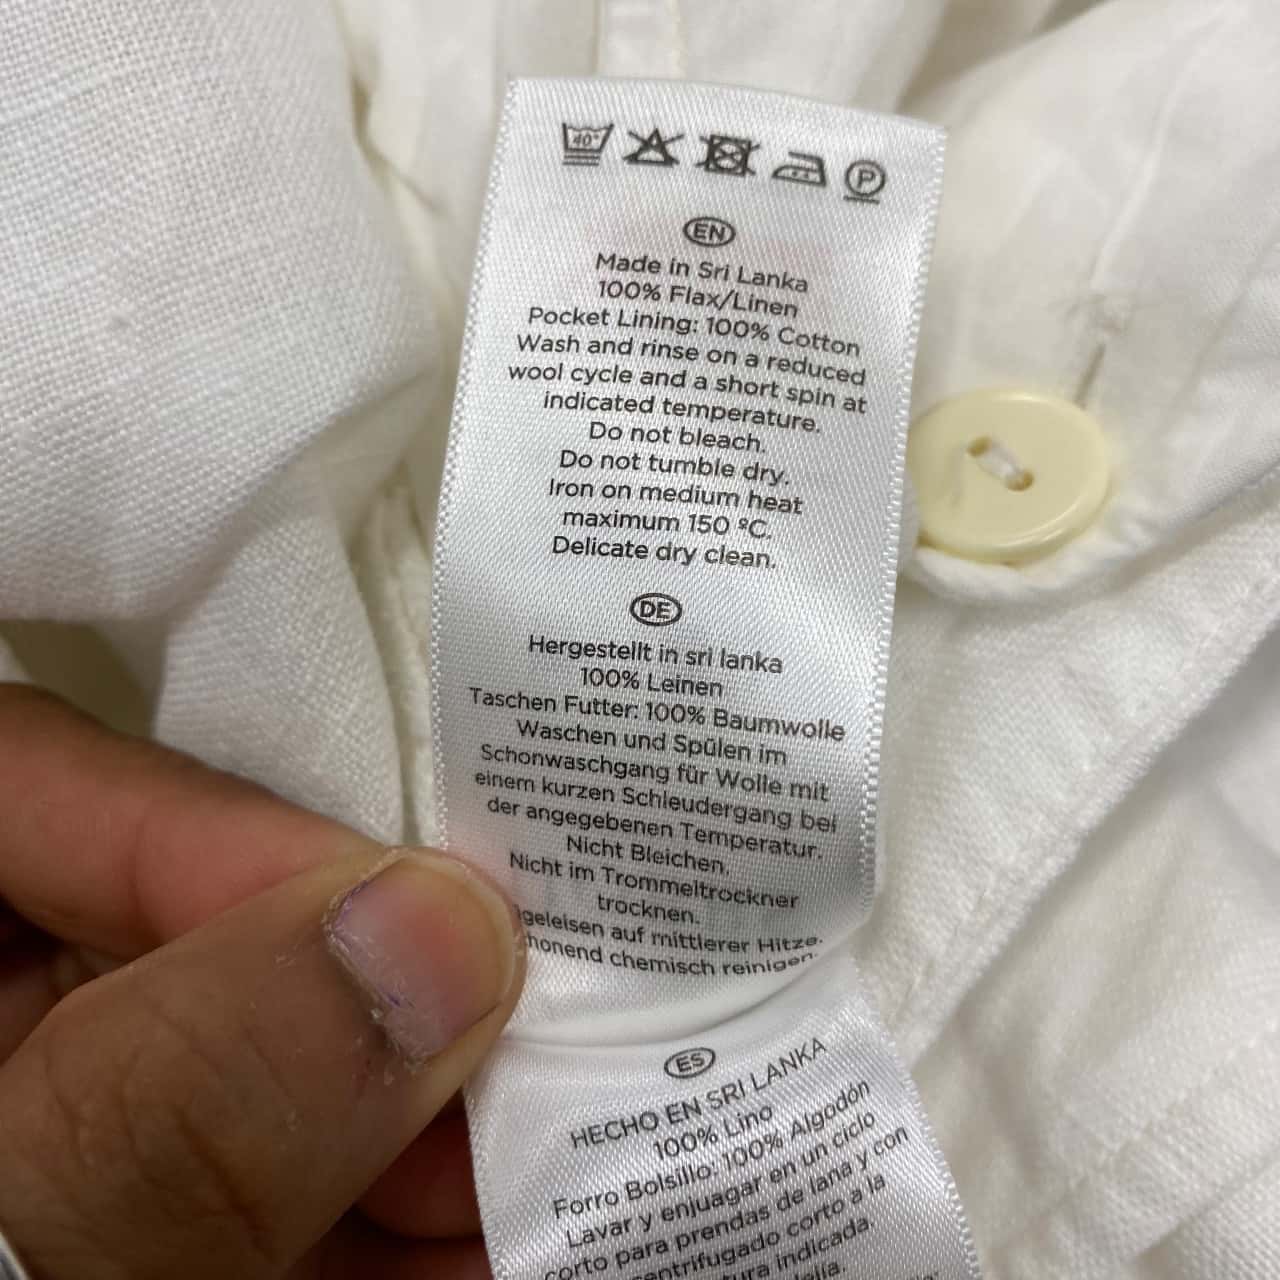 40°
P
EN
Made in Sri Lanka
100% Flax/Linen
Pocket Lining: 100% Cotton
Wash and rinse on a reduced
wool cycle and a short spin at
indicated temperature.
Do not bleach.
Do not tumble dry.
Iron on medium heat
maximum 150 ºC.
Delicate dry clean.
DE
Hergestellt in sri lanka
100% Leinen
Taschen Futter: 100% Baumwolle
Waschen und Spülen im
Schonwaschgang für Wolle mit
einem kurzen Schleudergang bei
der angegebenen Temperatur.
Nicht Bleichen.
Nicht im Trommeltrockner
trocknen.
geleisen auf mittlerer Hitze.
honend chemisch reinigen.
ES
HECHO EN SRI LANKA
100% Lino
Forro Bolsillo: 100% Algodón
Lavar y enjuagar en un ciclo
corto para prendas de lana y con
centrifugado corto a la
indicada.